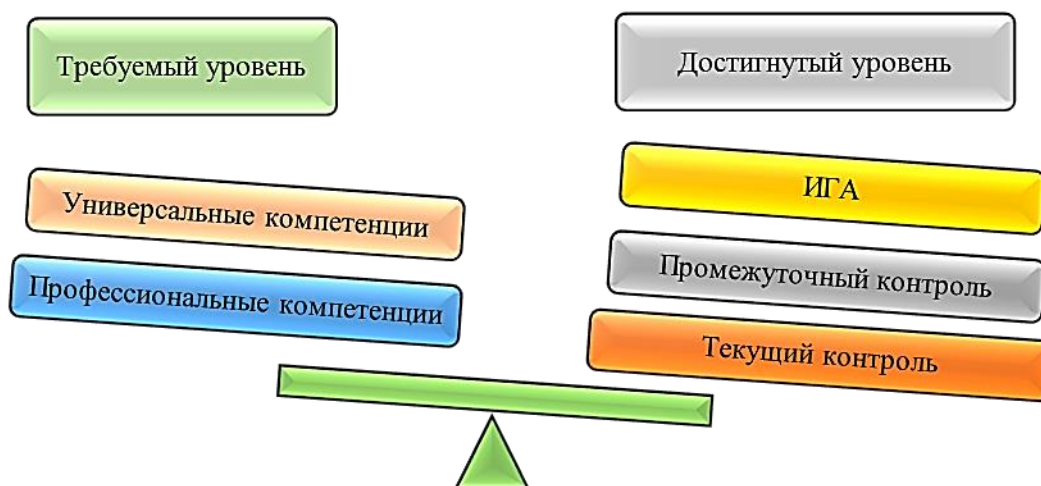 Требуемый уровень
Достигнутый уровень
Универсальные компетенции
Профессиональные компетенции
ИГА
Промежуточный контроль
Текущий контроль